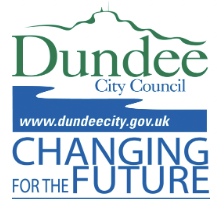 Dundee
City Council
www.dundeecity.gov.uk
CHANGING
FOR THE FUTURE